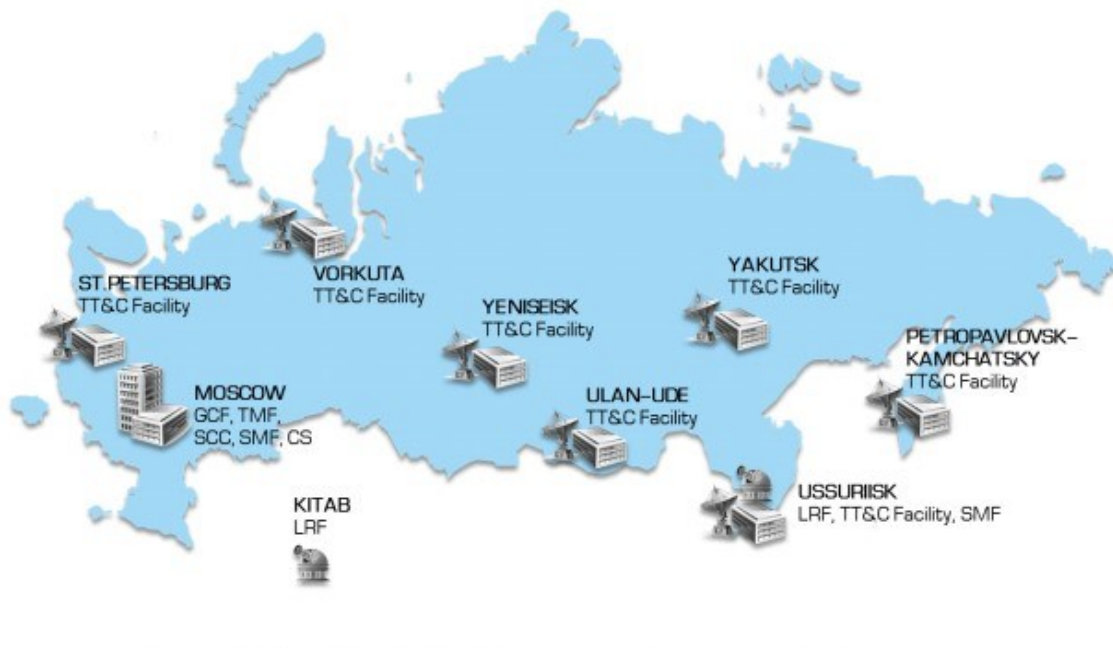 ST.PETERSBURG
TT&C Facility
VORKUTA
TT&C Facility
YENISEISK
TT&C Facility
YAKUTSK
TT&C Facility
PETROPAVLOVSK-
KAMCHATSKY
TT&C Facility
MOSCOW
GCF, TMF,
SCC, SMF, CS
ULAN-UDE
TT&C Facility
KITAB
LRF
USSURIISK
LRF, TT&C Facility, SMF